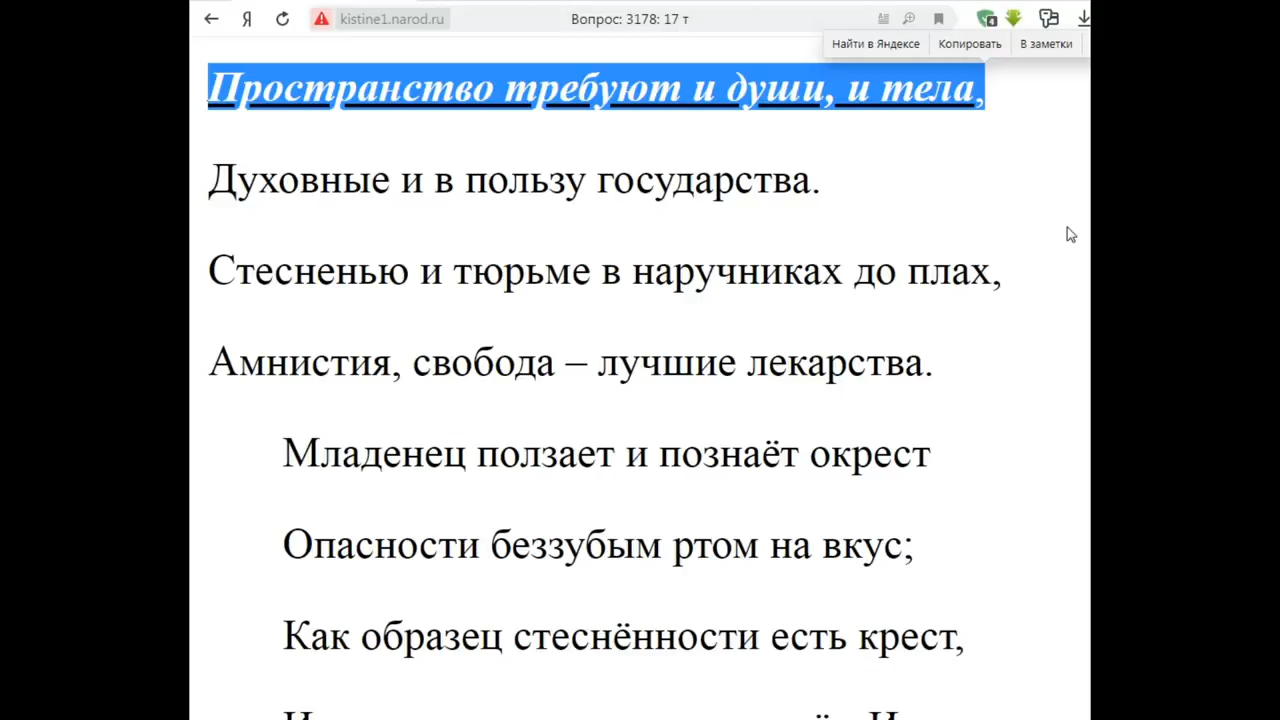 kistine1.narod.ru
Вопрос: 3178: 17 т
Найти в Яндексе
Копировать
В заметки
Пространство требуют и души, и тела,
Духовные и в пользу государства.
Стесненью и тюрьме в наручниках до плах,
Амнистия, свобода – лучшие лекарства.
Младенец ползает и познаёт окрест
Опасности беззубым ртом на вкус;
Как образец стеснённости есть крест,